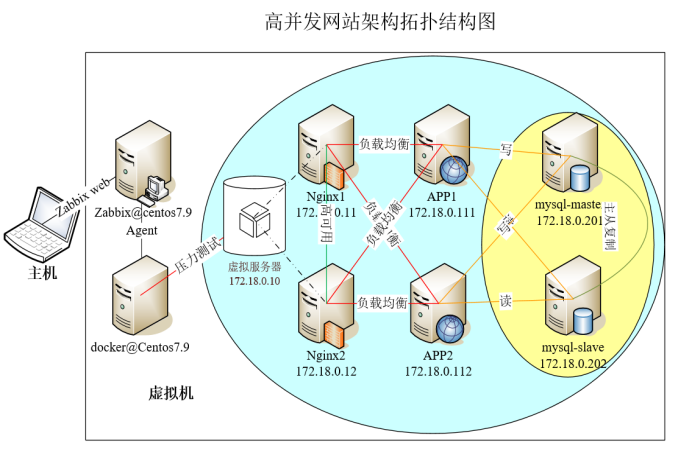 高并发网站架构拓扑结构图
Zabbix web
主机
Zabbix@centos7.9
Agent
docker@Centos7.9
虚拟机
压力测试
虚拟服务器
172.18.0.10
Nginx1
172.18.0.11
高可用
Nginx2
172.18.0.12
负载均衡
负载均衡
负载均衡
负载均衡
APP1
172.18.0.111
APP2
172.18.0.112
写
读
mysql-maste
172.18.0.201
主从复制
mysql-slave
172.18.0.202